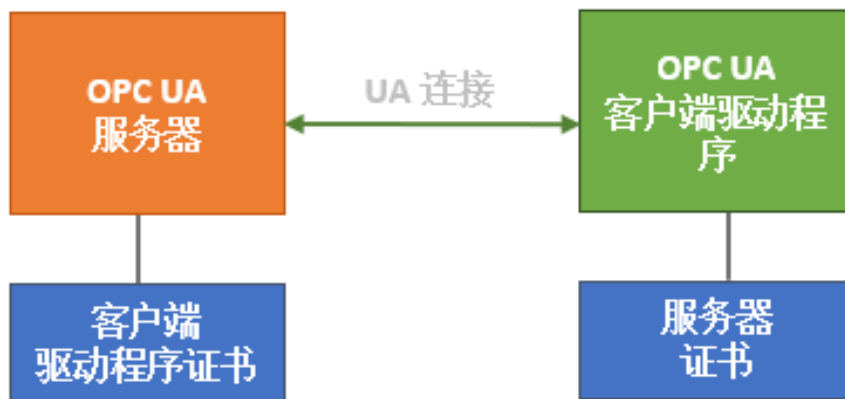 OPC UA
服务器
UA 连接
OPC UA
客户端驱动程
序
客户端
驱动程序证书
服务器
证书